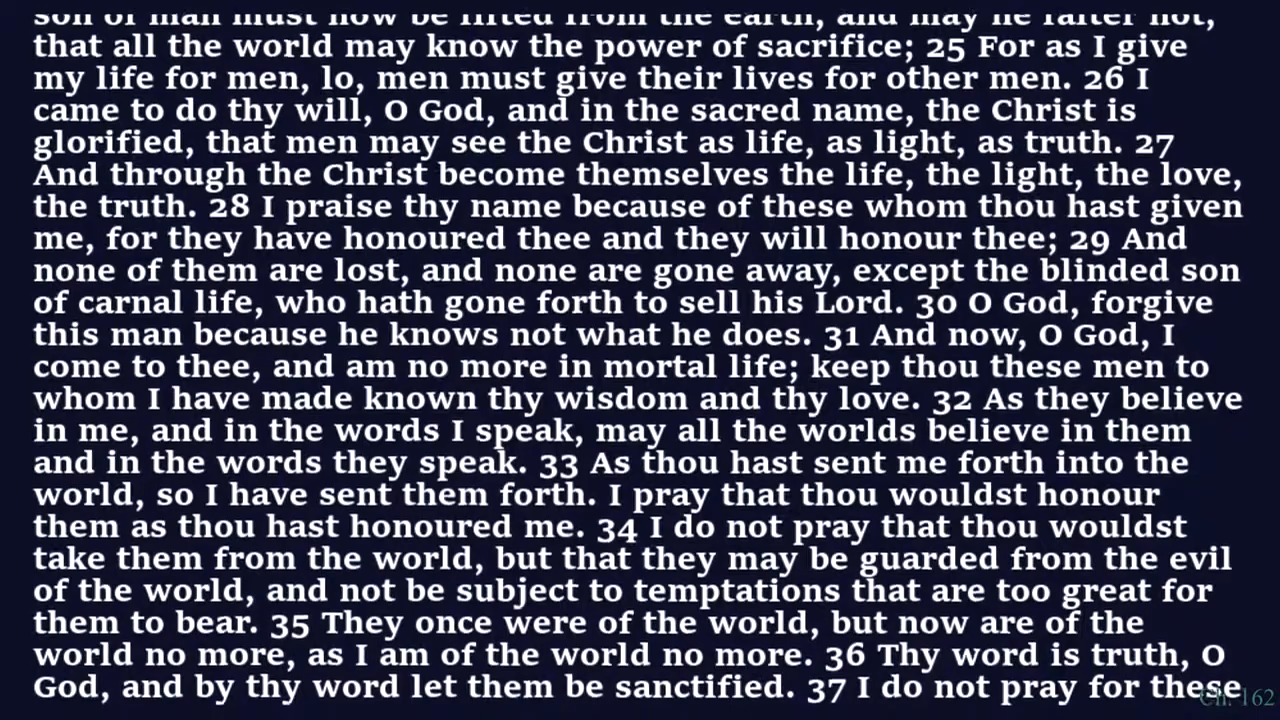 son of man must now be lifted from the earth, and may he falter not,
that all the world may know the power of sacrifice; 25 For as I give
my life for men, lo, men must give their lives for other men. 26 I
came to do thy will, O God, and in the sacred name, the Christ is
glorified, that men may see the Christ as life, as light, as truth. 27
And through the Christ become themselves the life, the light, the love,
the truth. 28 I praise thy name because of these whom thou hast given
me, for they have honoured thee and they will honour thee; 29 And
none of them are lost, and none are gone away, except the blinded son
of carnal life, who hath gone forth to sell his Lord. 30 O God, forgive
this man because he knows not what he does. 31 And now, O God, I
come to thee, and am no more in mortal life; keep thou these men to
whom I have made known thy wisdom and thy love. 32 As they believe
in me, and in the words I speak, may all the worlds believe in them
and in the words they speak. 33 As thou hast sent me forth into the
world, so I have sent them forth. I pray that thou wouldst honour
them as thou hast honoured me. 34 I do not pray that thou wouldst
take them from the world, but that they may be guarded from the evil
of the world, and not be subject to temptations that are too great for
them to bear. 35 They once were of the world, but now are of the
world no more, as I am of the world no more. 36 Thy word is truth, O
God, and by thy word let them be sanctified. 37 I do not pray for these
Ch. 162